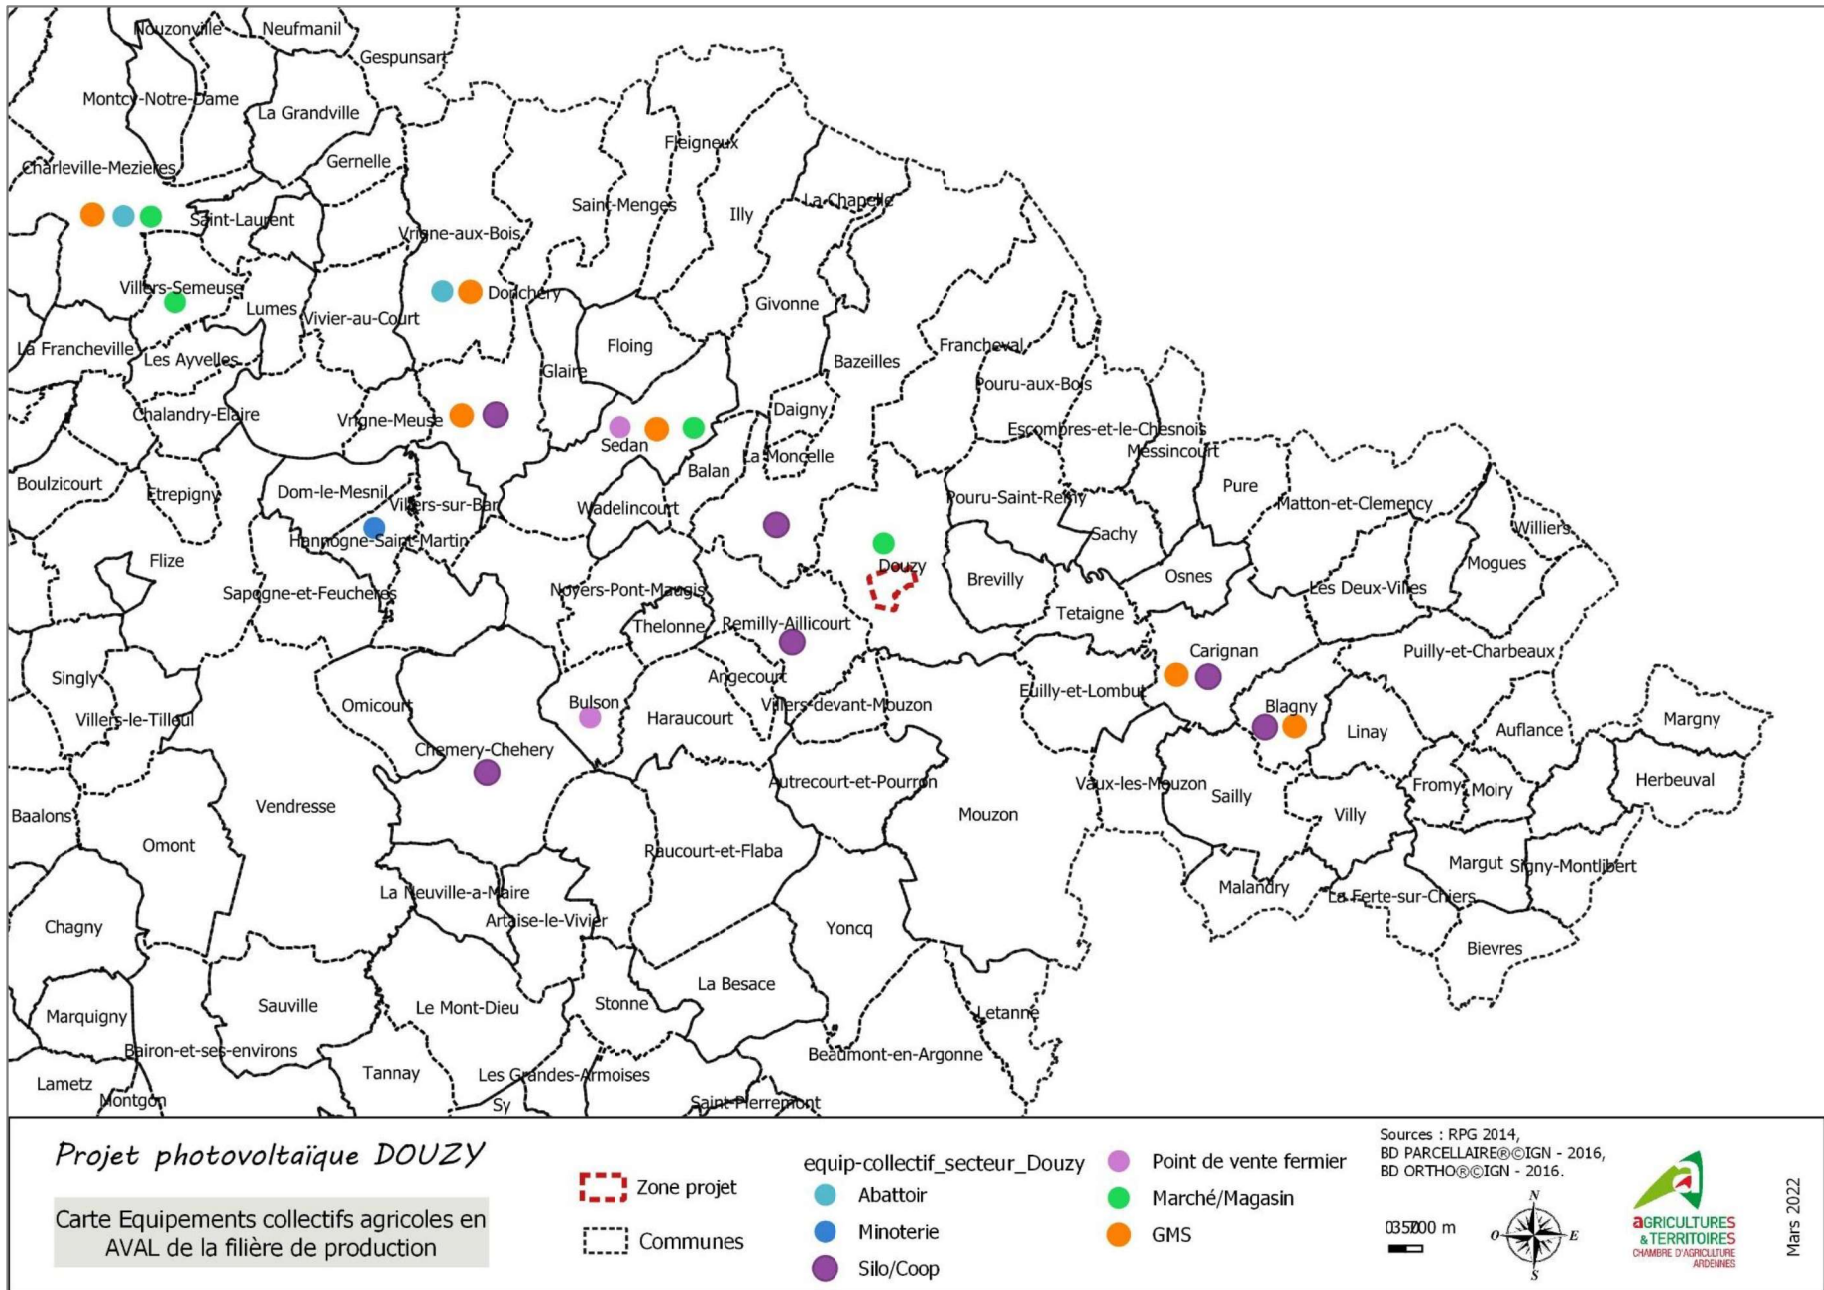 Nouzonville
Neufmanil
Gespunsart
Montcy-Notre-Dame
La Grandville
Fleigneux
Gernelle
Charleville-Mezieres
La Chapelle
Saint-Menges
Illy
Saint-Laurent
Vrigne-aux-Bois
Villers-Semeuse
Donchery
Givonne
Lumes
Vivier-au-Court
La Francheville
Les Ayvelles
Floing
Francheval
Bazeilles
Glaire
Pouru-aux-Bois
Chalandry-Elaire
Vrigne-Meuse
Daigny
Escombres-et-le-Chesnois
Sedan
La Moncelle
Messincourt
Balan
Boulzicourt
Etrepigny
Dom-le-Mesnil
Villers-sur-Bar
Wadelincourt
Pouru-Saint-Remy
Pure
Matton-et-Clemency
Williers
Hannogne-Saint-Martin
Sachy
Flize
Douzy
Brevilly
Osnes
Mogues
Sapogne-et-Feucheres
Noyers-Pont-Maugis
Les Deux-Villes
Thelonne
Remilly-Aillicourt
Tetaigne
Carignan
Puilly-et-Charbeaux
Singly
Angecourt
Euilly-et-Lombut
Villers-le-Tilleul
Omicourt
Bulson
Haraucourt
Villers-devant-Mouzon
Blagny
Linay
Auflance
Margny
Chemery-Chehery
Autrecourt-et-Pourron
Vaux-les-Mouzon
Sailly
Fromy
Moiry
Herbeuval
Baalons
Vendresse
Mouzon
Villy
Omont
Raucourt-et-Flaba
Margut
Signy-Montlibert
La Neuville-a-Maire
Malandry
La Ferte-sur-Chiers
Artaise-le-Vivier
Chagny
Yoncq
Bievres
La Besace
Marquigny
Sauville
Le Mont-Dieu
Stonne
Letanne
Bairon-et-ses-environs
Beaumont-en-Argonne
Lametz
Tannay
Les Grandes-Armoises
Montgon
Sy
Saint-Pierremont
Projet photovoltaïque DOUZY
Carte Equipements collectifs agricoles en
AVAL de la filière de production
Zone projet
Communes
equip-collectif_secteur_Douzy
Abattoir
Minoterie
Silo/Coop
Point de vente fermier
Marché/Magasin
GMS
Sources : RPG 2014,
BD PARCELLAIRE®©IGN - 2016,
BD ORTHO®©IGN - 2016.
m
N
O
E
S
aGRICULTURES
& TERRITOIRES
CHAMBRE D'AGRICULTURE
ARDENNES
Mars 2022